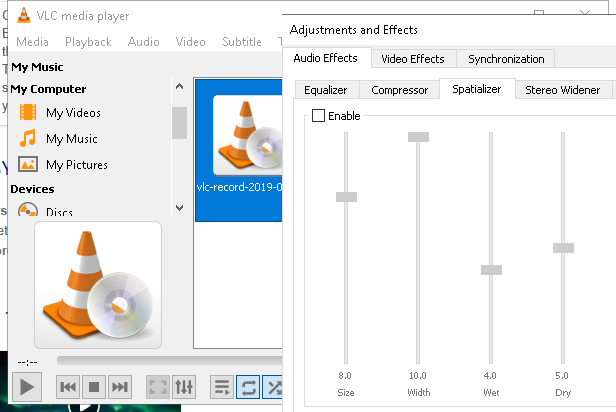 VLC media player
Media Playback Audio Video Subtitle
My Music
My Computer
My Videos
My Music
My Pictures
Devices
Discs
vlc-record-2019-0
--:--
Adjustments and Effects
Audio Effects Video Effects Synchronization
Equalizer Compressor Spatializer Stereo Widener
Enable
8.0 10.0 4.0 5.0
Size Width Wet Dry